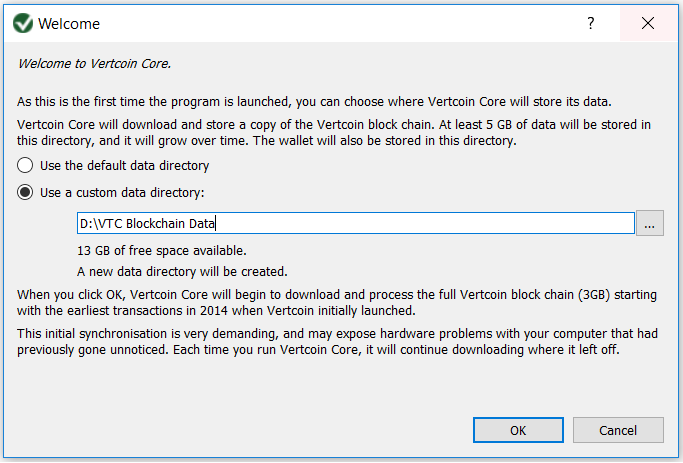 Welcome
?
Welcome to Vertcoin Core.
As this is the first time the program is launched, you can choose where Vertcoin Core will store its data.
Vertcoin Core will download and store a copy of the Vertcoin block chain. At least 5 GB of data will be stored in
this directory, and it will grow over time. The wallet will also be stored in this directory.
Use the default data directory
Use a custom data directory:
D:\VTC Blockchain Data
...
13 GB of free space available.
A new data directory will be created.
When you click OK, Vertcoin Core will begin to download and process the full Vertcoin block chain (3GB) starting
with the earliest transactions in 2014 when Vertcoin initially launched.
This initial synchronisation is very demanding, and may expose hardware problems with your computer that had
previously gone unnoticed. Each time you run Vertcoin Core, it will continue downloading where it left off.
OK
Cancel